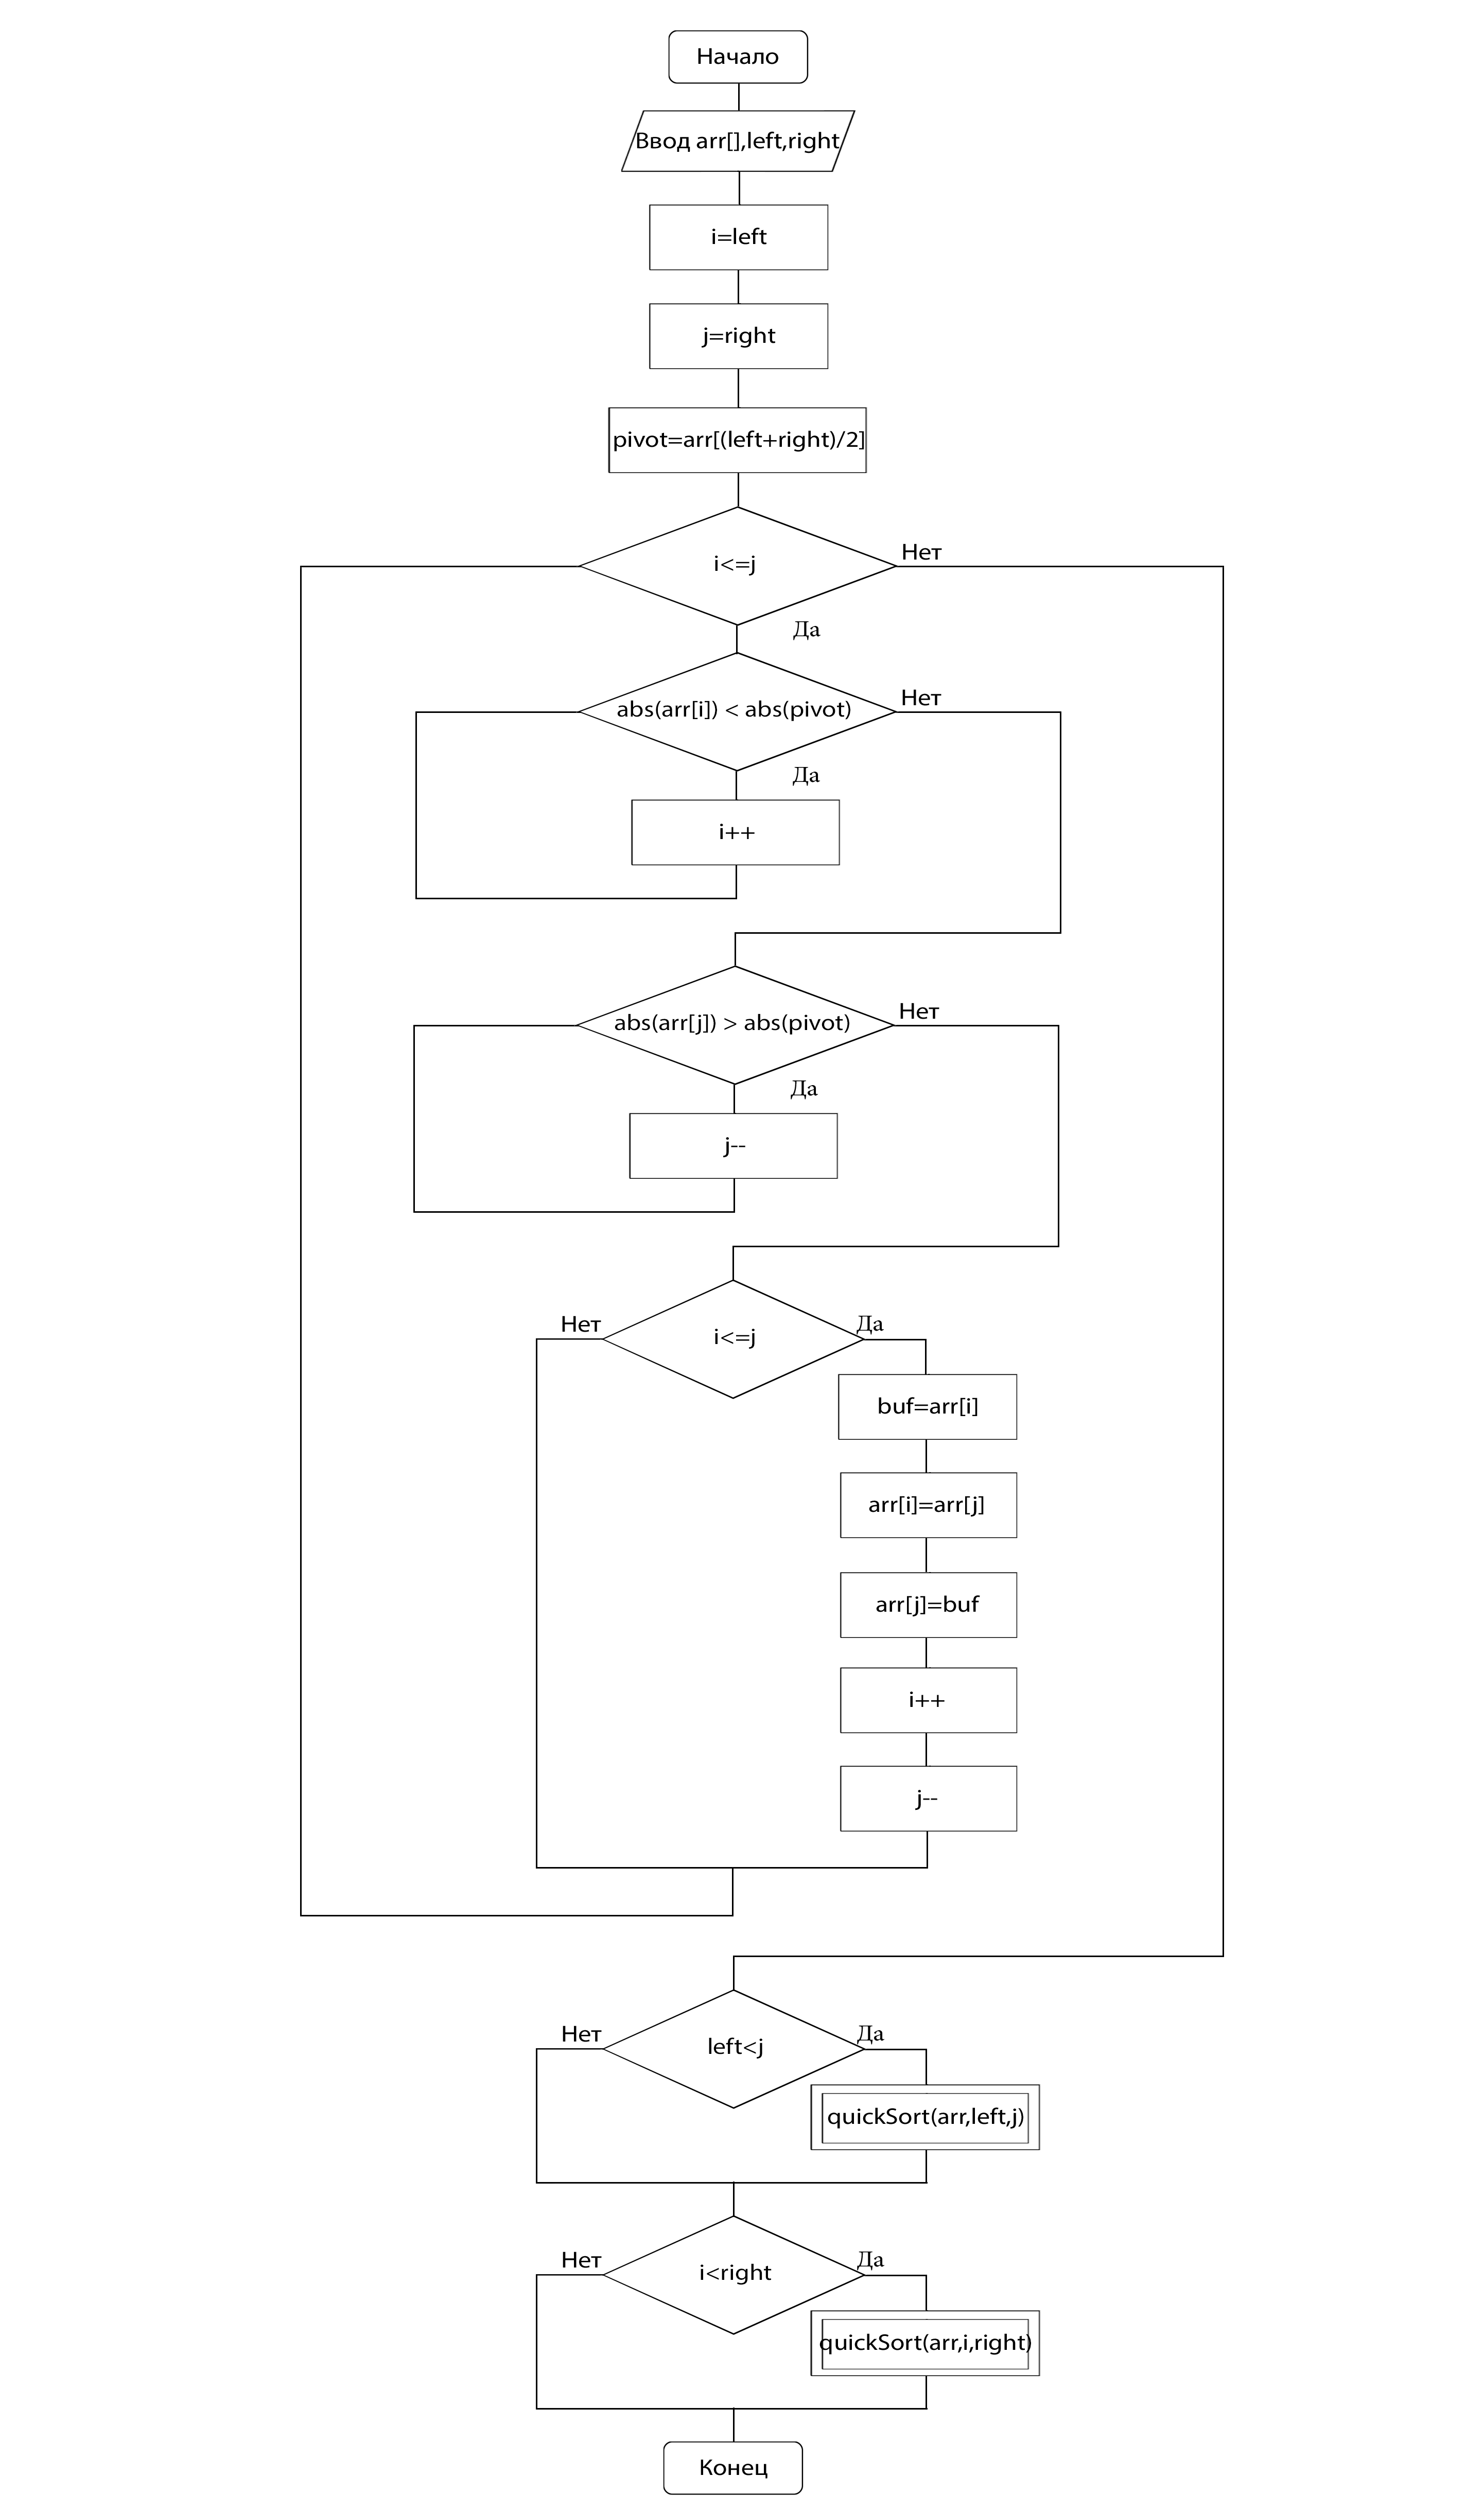 Начало
Ввод arr[],left,right
i=left
j=right
pivot=arr[(left+right)/2]
i<=j
Нет
Да
abs(arr[i]) < abs(pivot)
Нет
Да
i++
abs(arr[j]) > abs(pivot)
Нет
Да
j--
Нет
i<=j
Да
buf=arr[i]
arr[i]=arr[j]
arr[j]=buf
i++
j--
Нет
left<j
Да
quickSort(arr,left,j)
Нет
i<right
Да
quickSort(arr,i,right)
Конец